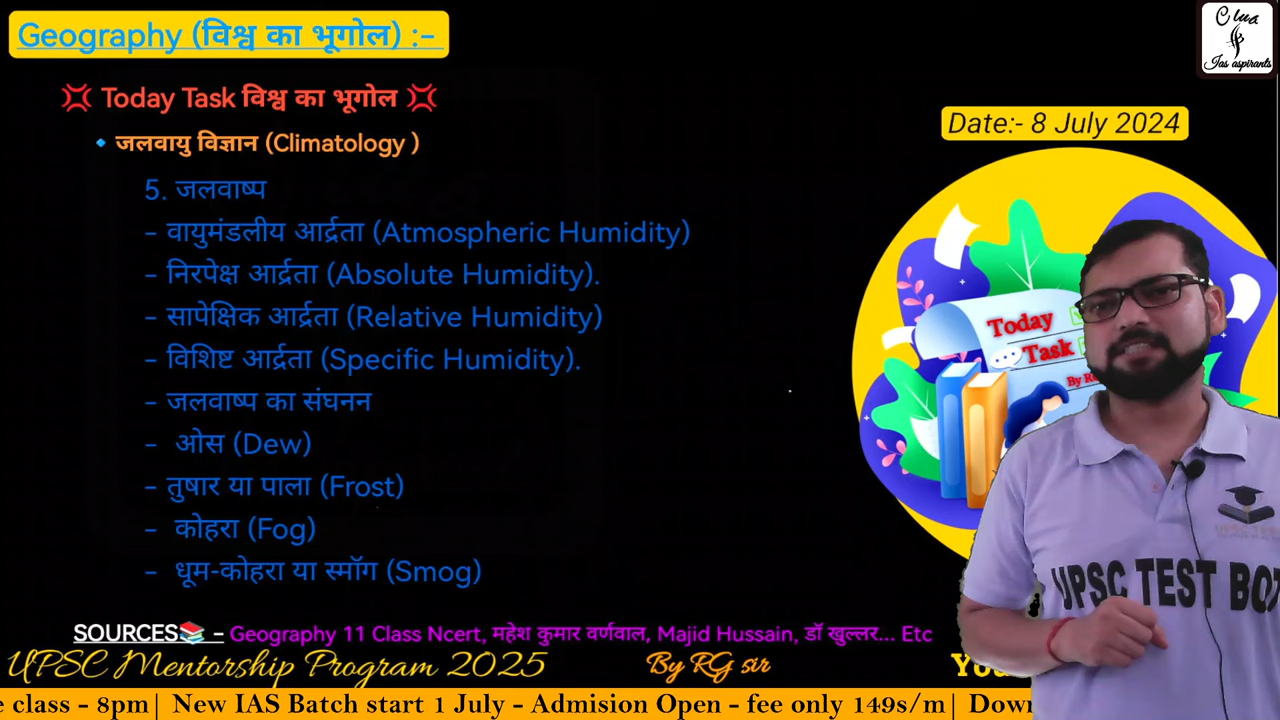 Geography (विश्व का भूगोल) :-
Clux
Ias aspirants
Today Task विश्व का भूगोल
Date:- 8 July 2024
जलवायु विज्ञान (Climatology )
5. जलवाष्प
- वायुमंडलीय आर्द्रता (Atmospheric Humidity)
- निरपेक्ष आर्द्रता (Absolute Humidity).
- सापेक्षिक आर्द्रता (Relative Humidity)
- विशिष्ट आर्द्रता (Specific Humidity).
- जलवाष्प का संघनन
- ओस (Dew)
- तुषार या पाला (Frost)
- कोहरा (Fog)
- धूम-कोहरा या स्मॉग (Smog)
Today
Task
By
UPSC TEST BO
SOURCES📚 - Geography 11 Class Ncert, महेश कुमार वर्णवाल, Majid Hussain, डॉ खुल्लर... Etc
UPSC Mentorship Program 2025 By RG sir
e class - 8pm| New IAS Batch start 1 July - Admision Open - fee only 149s/m| Down